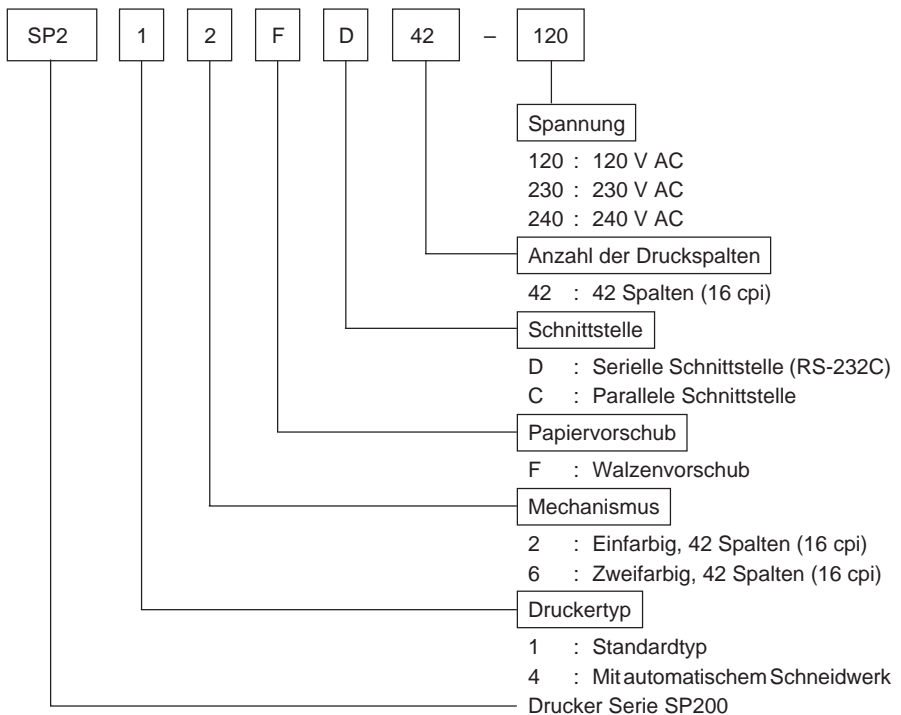 SP2 1 2 F D 42 – 120
Spannung
120 : 120 V AC
230 : 230 V AC
240 : 240 V AC
Anzahl der Druckspalten
42 : 42 Spalten (16 cpi)
Schnittstelle
D : Serielle Schnittstelle (RS-232C)
C : Parallele Schnittstelle
Papiervorschub
F : Walzenvorschub
Mechanismus
2 : Einfarbig, 42 Spalten (16 cpi)
6 : Zweifarbig, 42 Spalten (16 cpi)
Druckertyp
1 : Standardtyp
4 : Mit automatischem Schneidwerk
Drucker Serie SP200